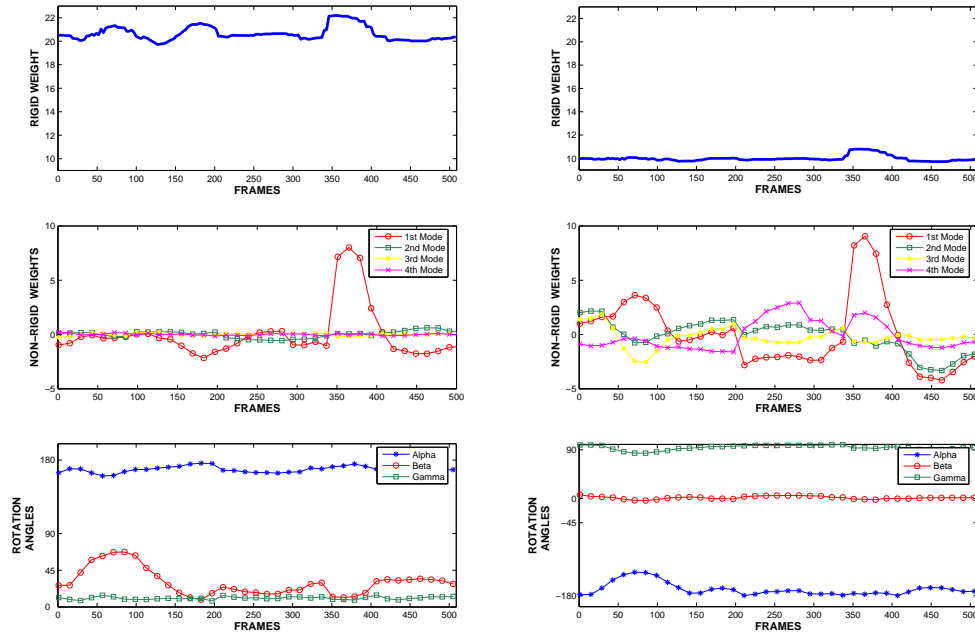 22
20
18
16
14
12
10
RIGID WEIGHT
0 50 100 150 200 250 300 350 400 450 500
FRAMES
22
20
18
16
14
12
10
RIGID WEIGHT
0 50 100 150 200 250 300 350 400 450 500
FRAMES
10
5
0
−5
NON−RIGID WEIGHTS
1st Mode
2nd Mode
3rd Mode
4th Mode
0 50 100 150 200 250 300 350 400 450 500
FRAMES
10
5
0
−5
NON−RIGID WEIGHTS
1st Mode
2nd Mode
3rd Mode
4th Mode
0 50 100 150 200 250 300 350 400 450 500
FRAMES
180
90
45
0
ROTATION
ANGLES
Alpha
Beta
Gamma
0 50 100 150 200 250 300 350 400 450 500
FRAMES
90
0
−45
−180
ROTATION
ANGLES
Alpha
Beta
Gamma
0 50 100 150 200 250 300 350 400 450 500
FRAMES